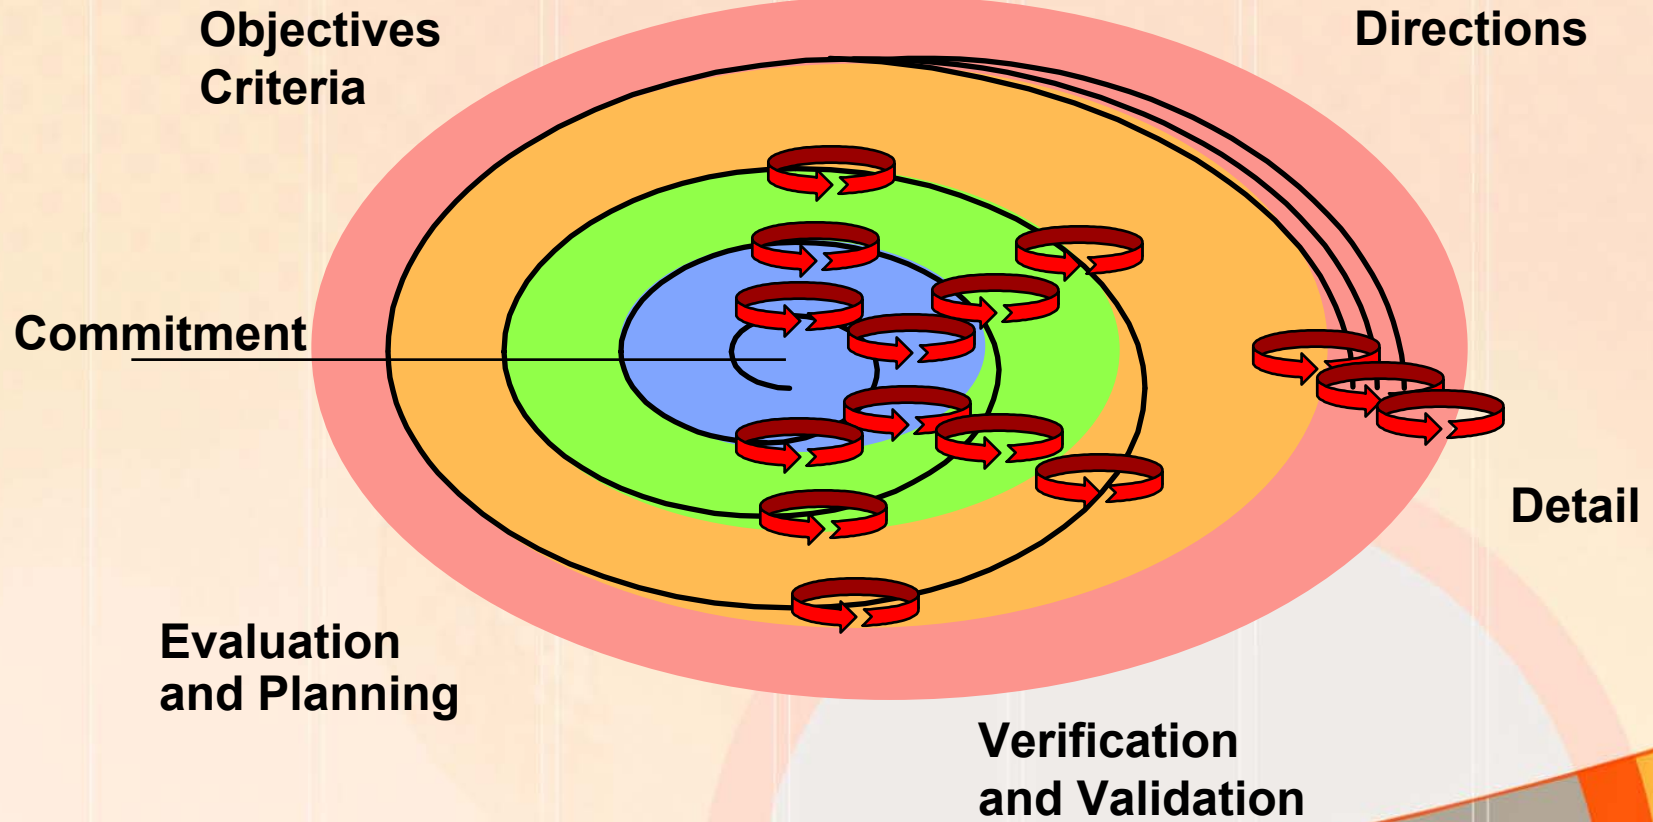 Objectives
Criteria
Directions
Commitment
Detail
Evaluation
and Planning
Verification
and Validation